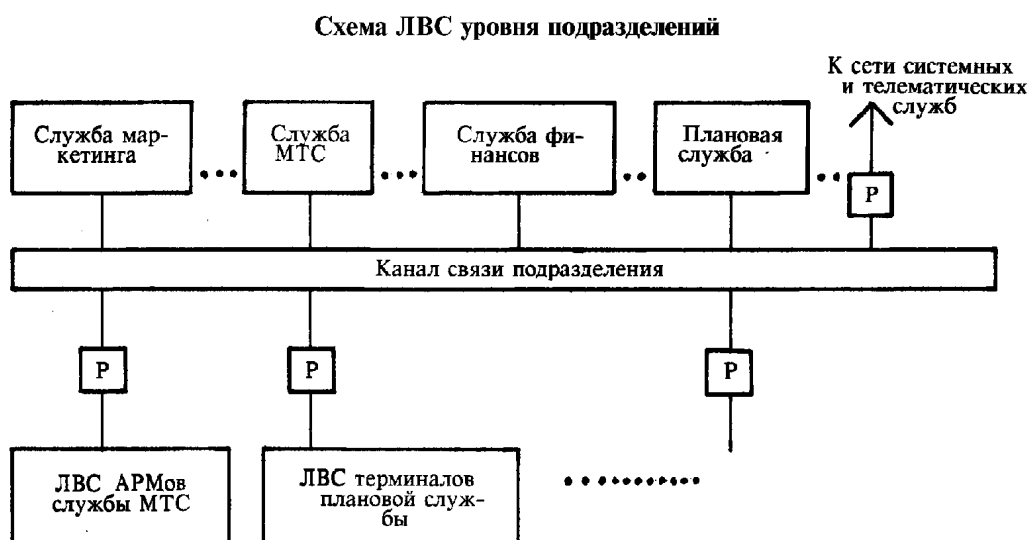 Схема ЛВС уровня подразделений
К сети системных
и телематических
служб
Служба мар-
кетинга
Служба
МТС
Служба фи-
нансов
Плановая
служба
Р
Канал связи подразделения
Р
Р
Р
ЛВС АРМов
службы МТС
ЛВС терминалов
плановой служ-
бы